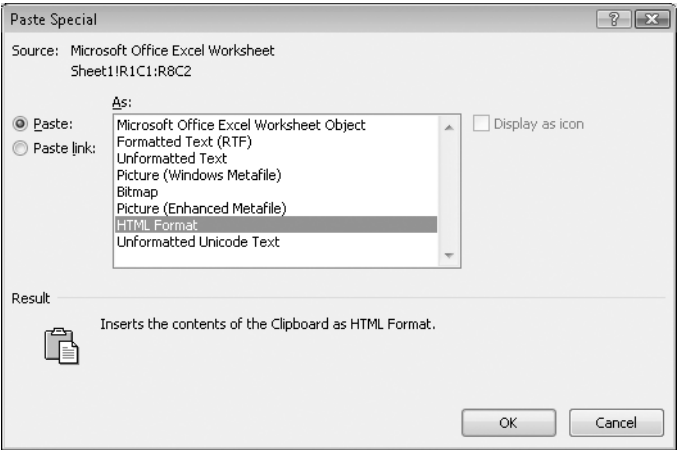 Paste Special
Source: Microsoft Office Excel Worksheet
Sheet1!R1C1:R8C2
As:
Paste:
Paste link:
Microsoft Office Excel Worksheet Object
Formatted Text (RTF)
Unformatted Text
Picture (Windows Metafile)
Bitmap
Picture (Enhanced Metafile)
HTML Format
Unformatted Unicode Text
Display as icon
Result
Inserts the contents of the Clipboard as HTML Format.
OK Cancel